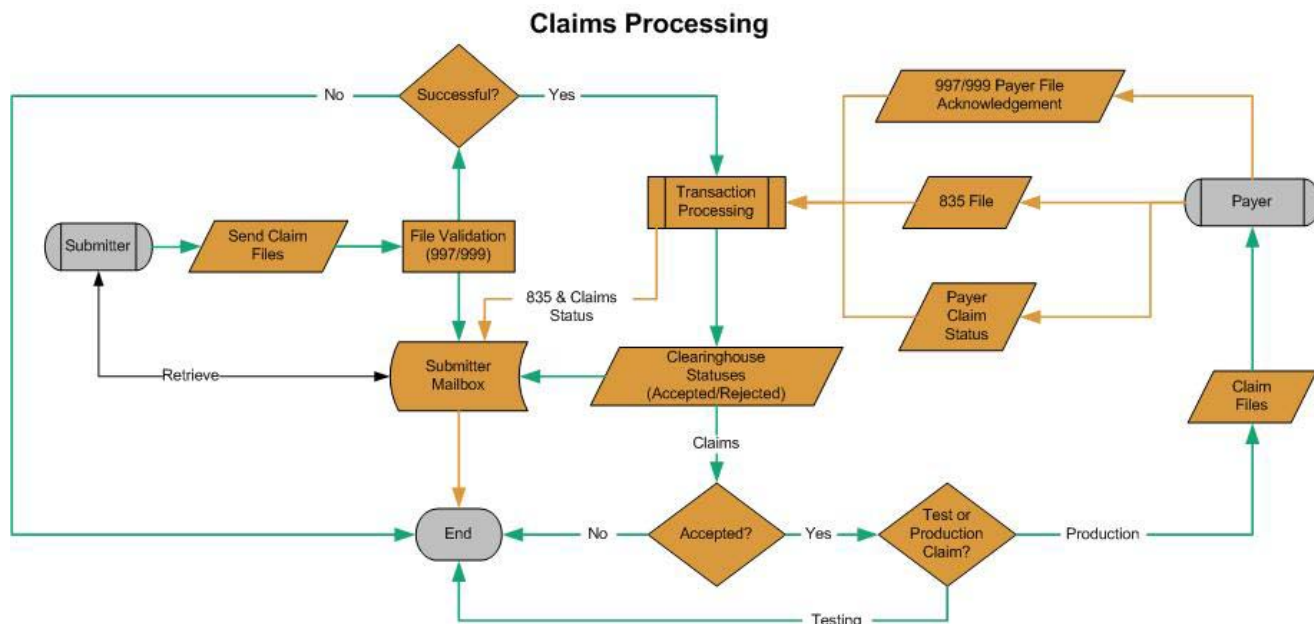 Claims Processing
No
Successful?
Yes
997/999 Payer File
Acknowledgement
Submitter
Send Claim
Files
File Validation
(997/999)
Transaction
Processing
835 File
Payer
835 & Claims
Status
Payer
Claim
Status
Retrieve
Submitter
Mailbox
Clearinghouse
Statuses
(Accepted/Rejected)
Claim
Files
Claims
End
No
Accepted?
Yes
Test or
Production
Claim?
Production
Testing